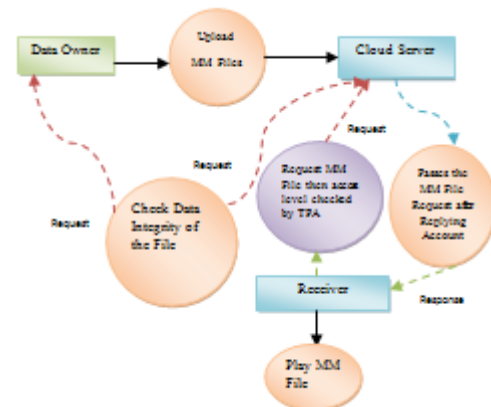 Upload
MM Files
Data Owner
Cloud Server
Request
Request
Request MM
File then acess
level checked
by TPA
Passes the
MM File
Request after
Replying
Account
Check Data
Integrity of
the File
Request
Receiver
Response
Play MM
File